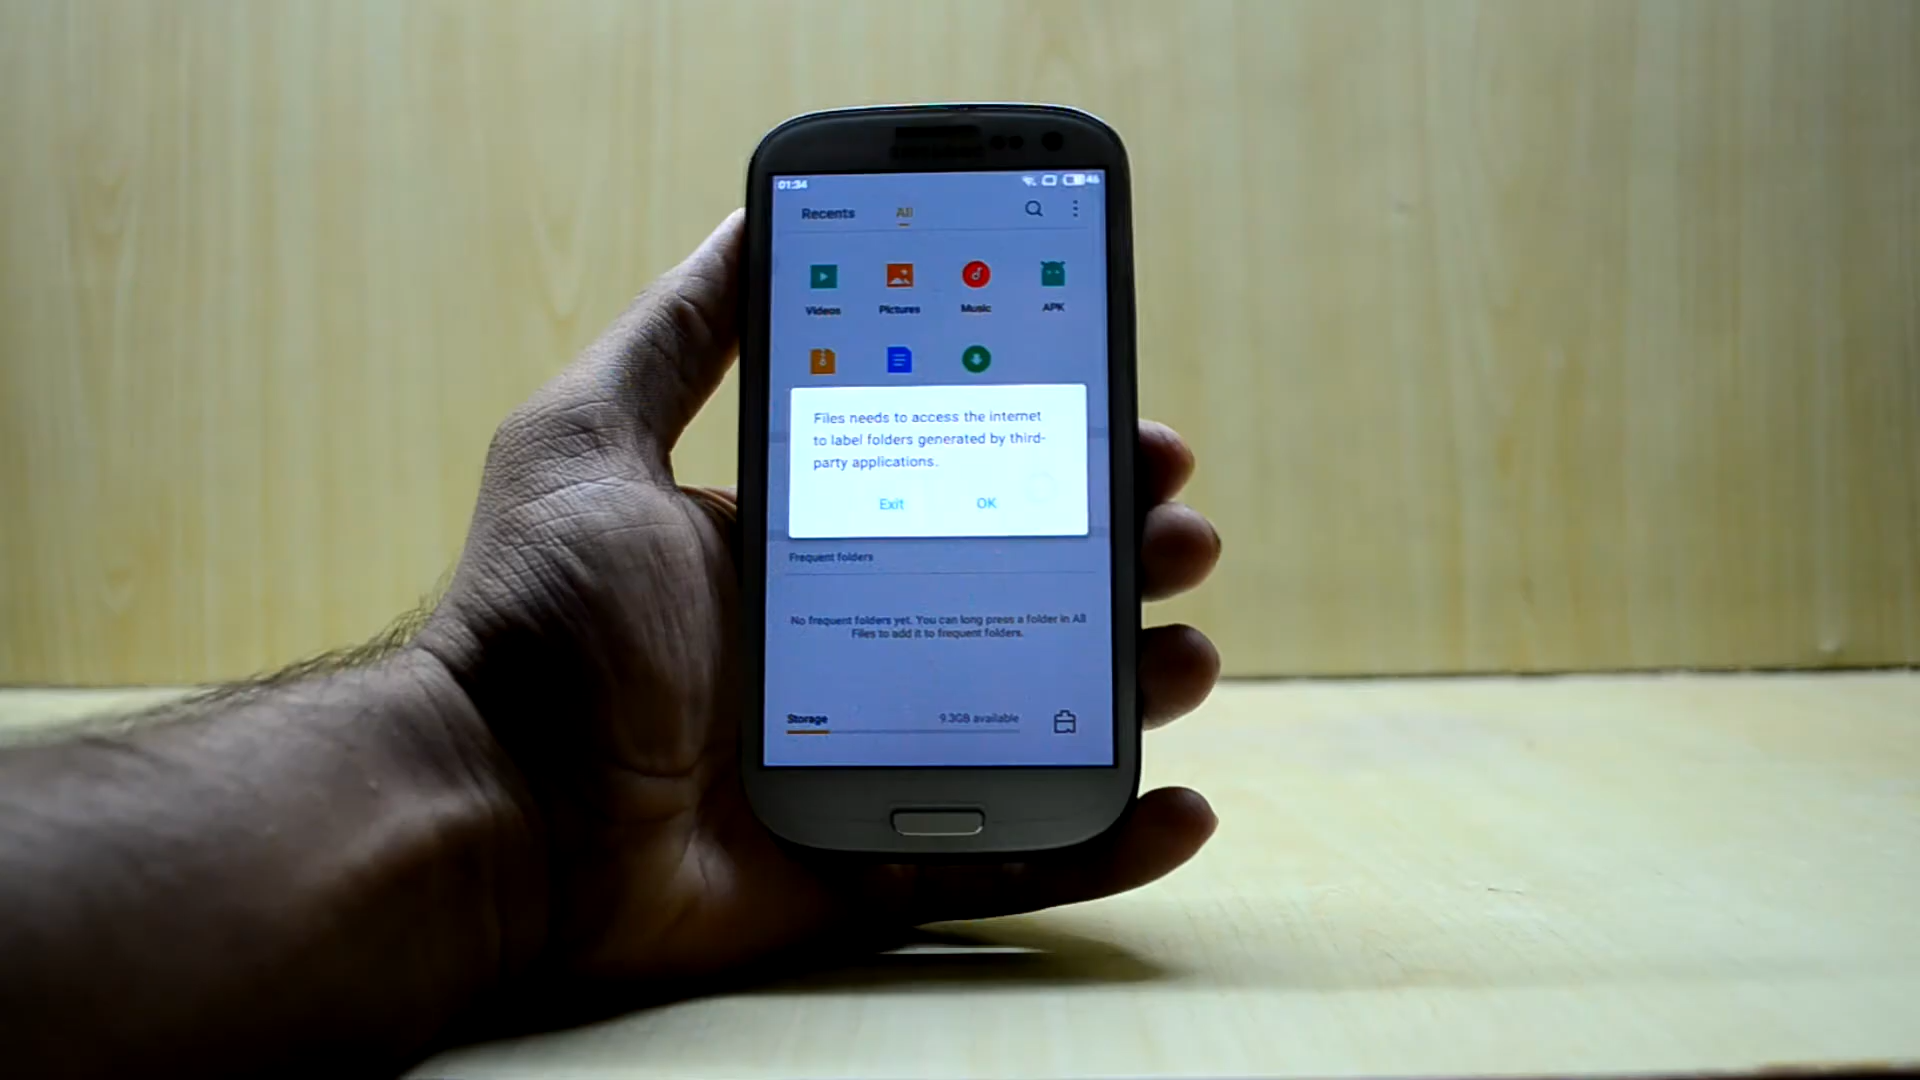 01:34 46
Recents All
Videos Pictures Music APK
Files needs to access the internet
to label folders generated by third-
party applications.
Exit OK
Frequent folders
No frequent folders yet. You can long press a folder in All
Files to add it to frequent folders.
Storage 9.3GB available